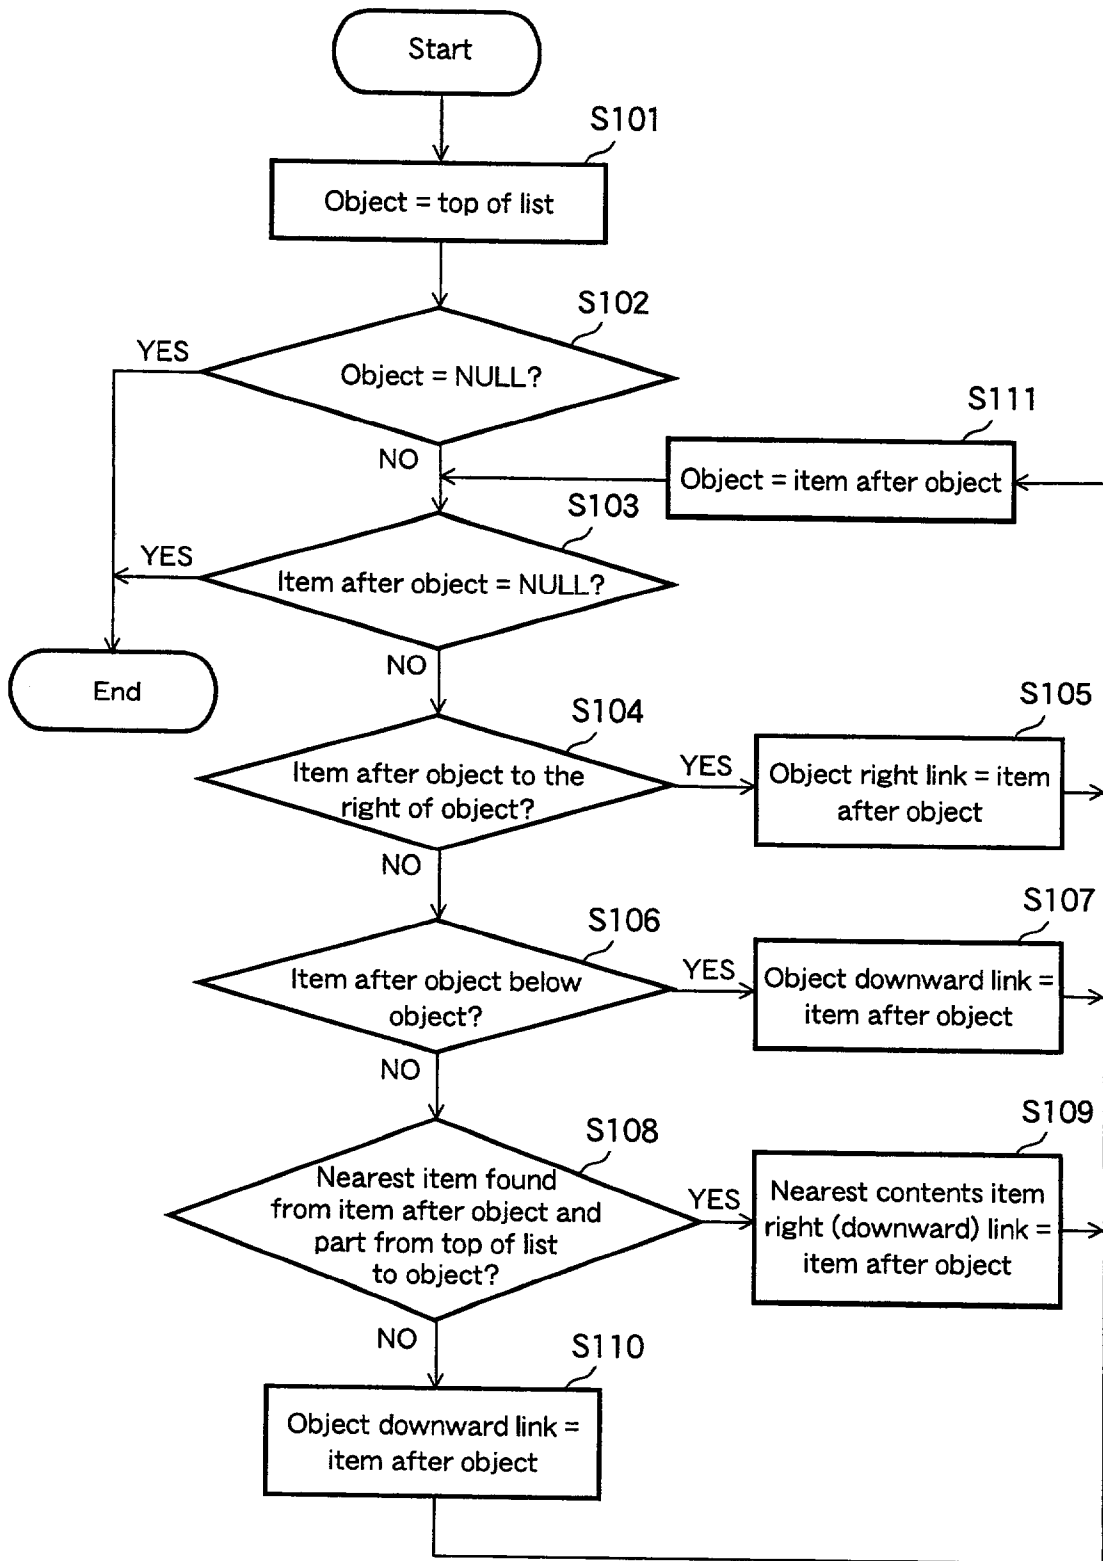 Start
S101
Object = top of list
S102
YES
Object = NULL?
NO
S111
Object = item after object
S103
YES
Item after object = NULL?
NO
End
S104
Item after object to the
right of object?
YES
S105
Object right link = item
after object
NO
S106
Item after object below
object?
YES
S107
Object downward link =
item after object
NO
S108
Nearest item found
from item after object and
part from top of list
to object?
YES
S109
Nearest contents item
right (downward) link =
item after object
NO
S110
Object downward link =
item after object